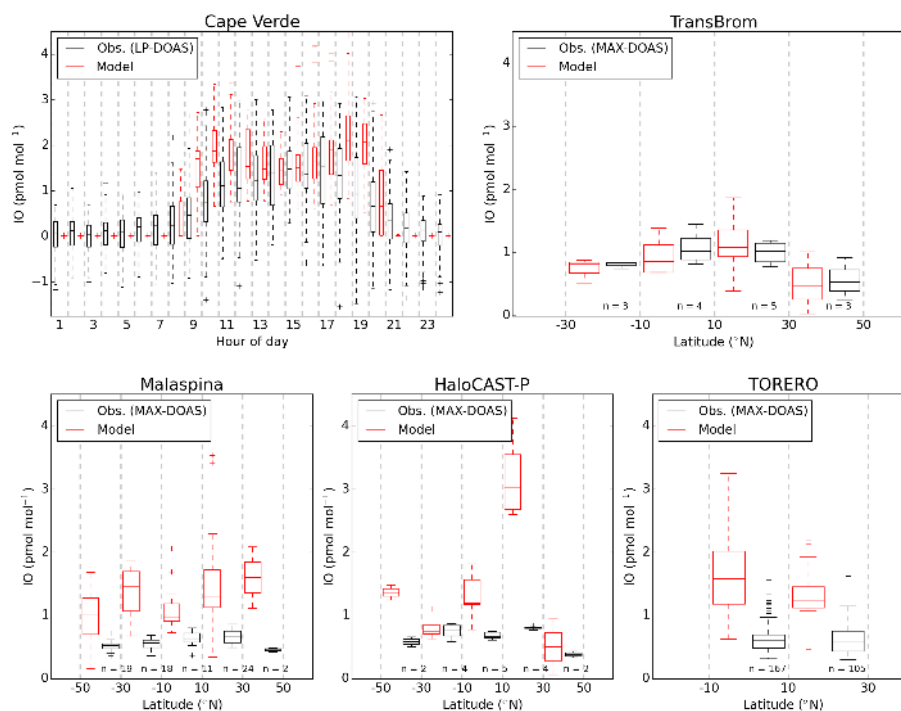 Cape Verde
Obs. (LP-DOAS)
Model
IO (pmol mol⁻¹)
4
3
2
1
0
−1
1 3 5 7 9 11 13 15 17 19 21 23
Hour of day
TransBrom
Obs. (MAX-DOAS)
Model
IO (pmol mol⁻¹)
4
3
2
1
0
n = 3 n = 4 n = 5 n = 3
-30 -10 10 30 50
Latitude (°N)
Malaspina
Obs. (MAX-DOAS)
Model
IO (pmol mol⁻¹)
4
3
2
1
0
n = 19 n = 18 n = 11 n = 24 n = 2
-50 -30 -10 10 30 50
Latitude (°N)
HaloCAST-P
Obs. (MAX-DOAS)
Model
IO (pmol mol⁻¹)
4
3
2
1
0
n = 2 n = 4 n = 5 n = 4 n = 2
-50 -30 -10 10 30 50
Latitude (°N)
TORERO
Obs. (MAX-DOAS)
Model
IO (pmol mol⁻¹)
4
3
2
1
0
n = 167 n = 105
-10 10 30
Latitude (°N)